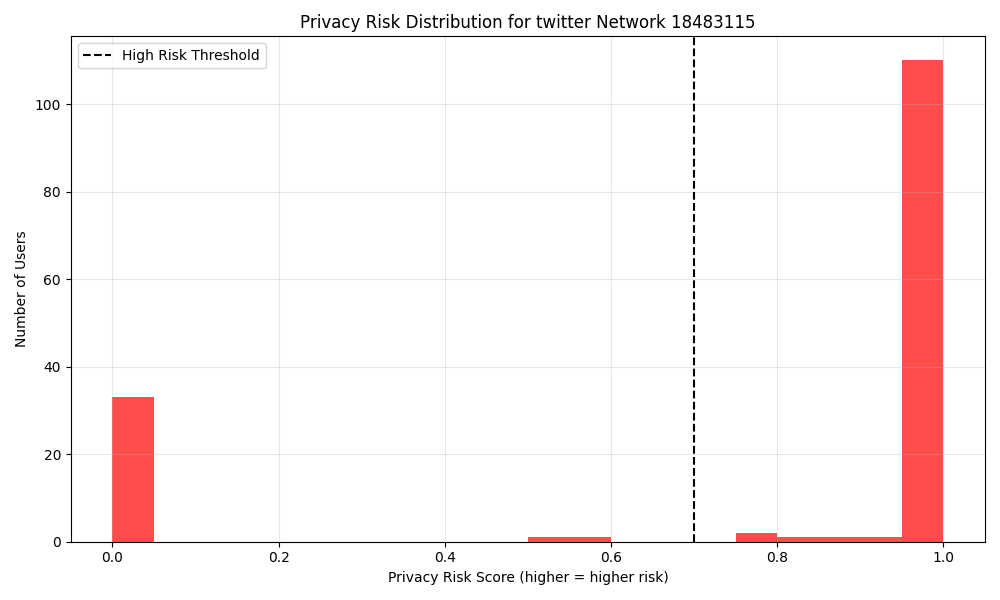 Privacy Risk Distribution for twitter Network 18483115
High Risk Threshold
Number of Users
100
80
60
40
20
0
0.0 0.2 0.4 0.6 0.8 1.0
Privacy Risk Score (higher = higher risk)